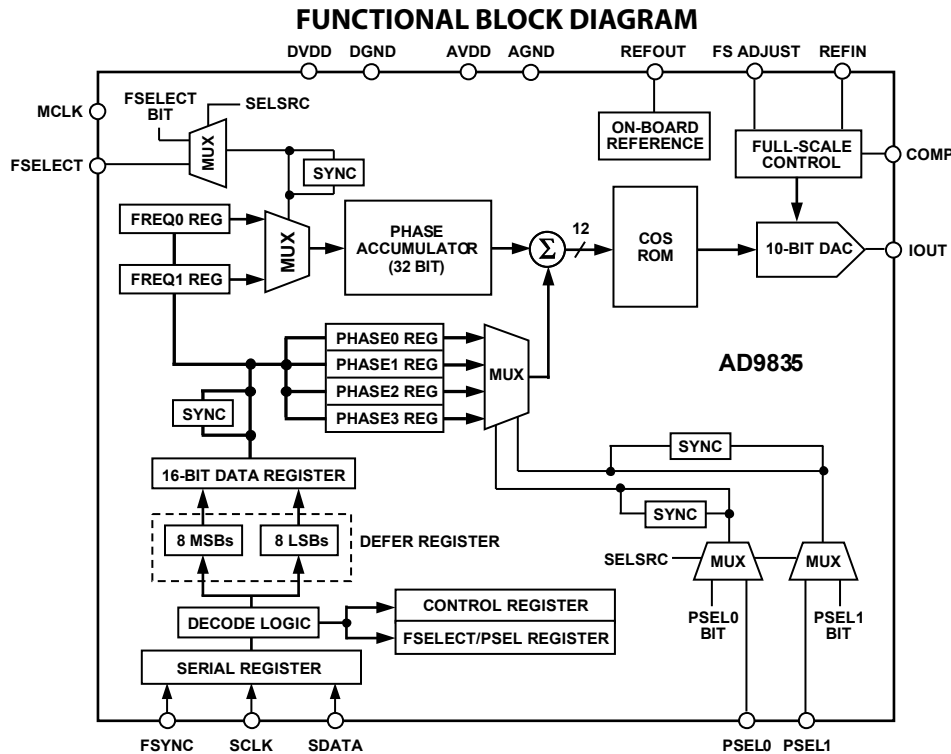 FUNCTIONAL BLOCK DIAGRAM
DVDD
DGND
AVDD
AGND
REFOUT
FS ADJUST
REFIN
MCLK
FSELECT
BIT
SELSRC
MUX
FSELECT
SYNC
ON-BOARD
REFERENCE
FULL-SCALE
CONTROL
COMP
FREQ0 REG
FREQ1 REG
MUX
PHASE
ACCUMULATOR
(32 BIT)
Σ
12
COS
ROM
10-BIT DAC
IOUT
PHASE0 REG
PHASE1 REG
PHASE2 REG
PHASE3 REG
MUX
AD9835
SYNC
SYNC
16-BIT DATA REGISTER
SYNC
8 MSBs
8 LSBs
DEFER REGISTER
SELSRC
MUX
MUX
DECODE LOGIC
CONTROL REGISTER
FSELECT/PSEL REGISTER
PSEL0
BIT
PSEL1
BIT
SERIAL REGISTER
FSYNC
SCLK
SDATA
PSEL0
PSEL1